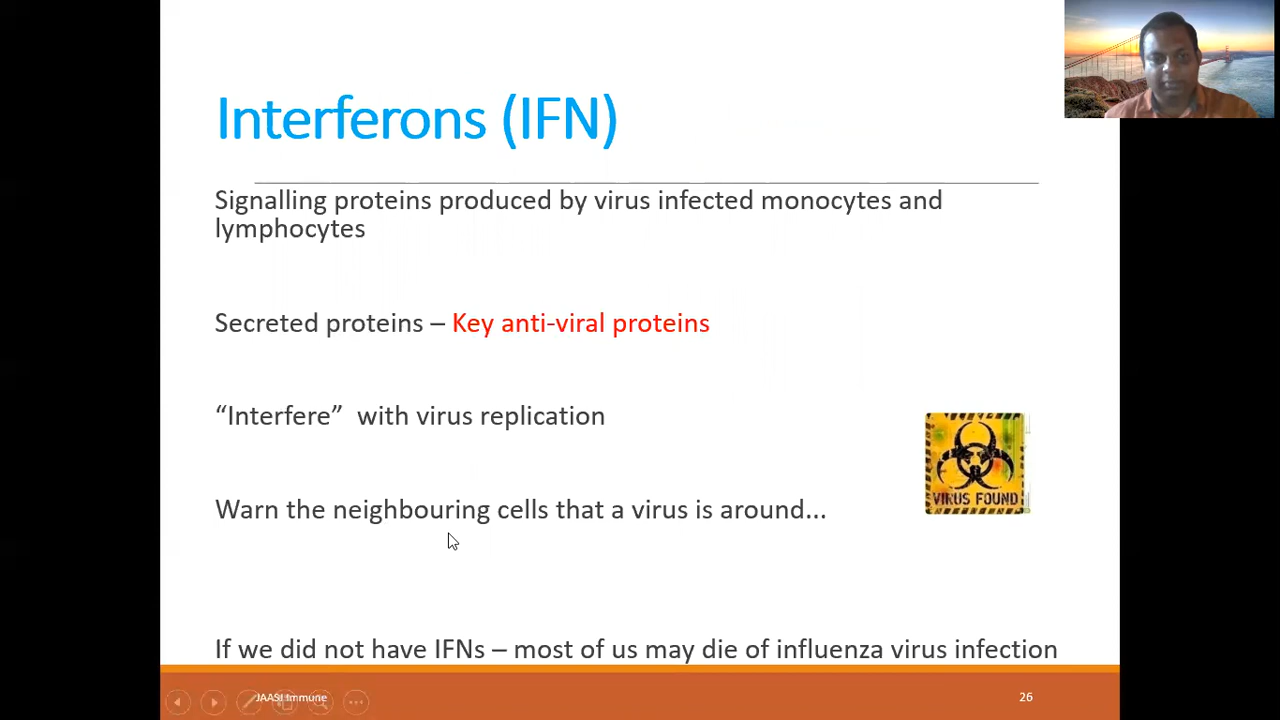 Interferons (IFN)
Signalling proteins produced by virus infected monocytes and
lymphocytes
Secreted proteins – Key anti-viral proteins
“Interfere”  with virus replication
VIRUS FOUND
Warn the neighbouring cells that a virus is around...
If we did not have IFNs – most of us may die of influenza virus infection
JAASI Immune
26